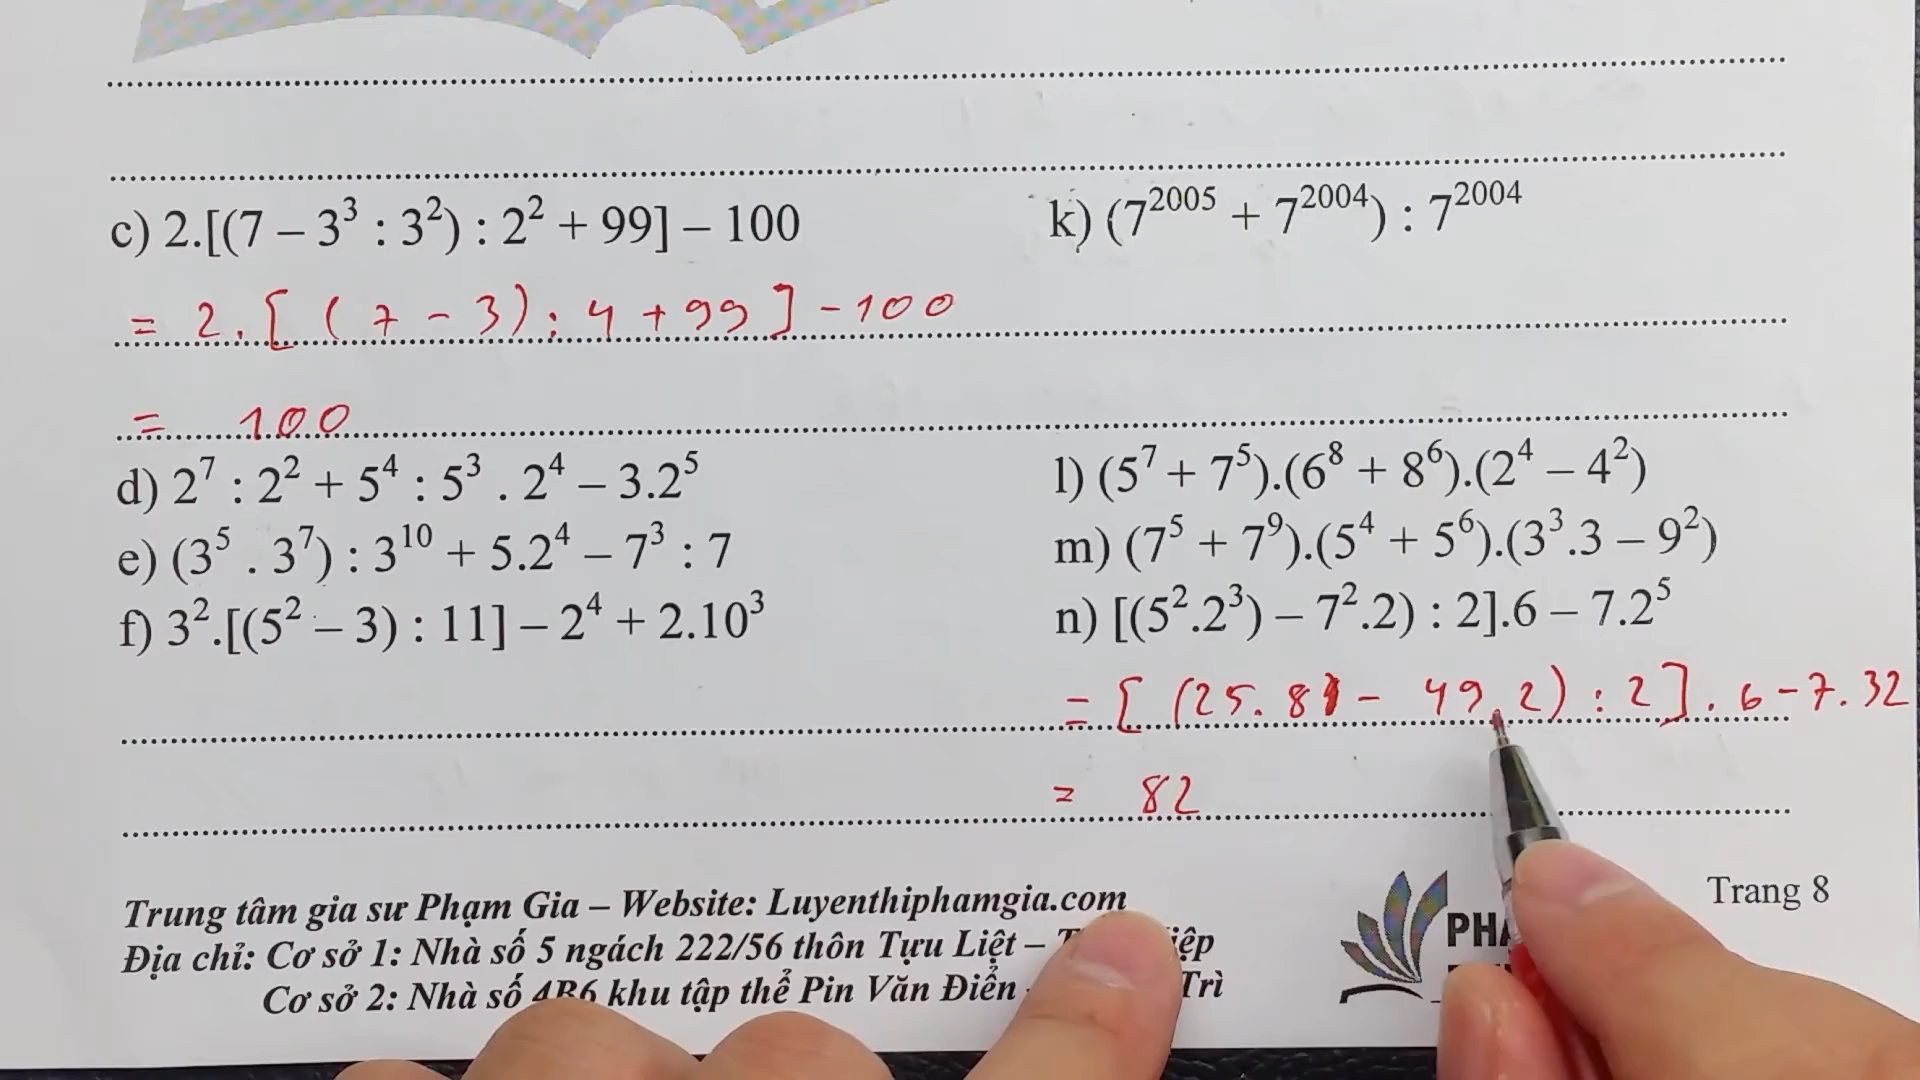 c) 2.[(7 – 3³ : 3²) : 2² + 99] – 100
k) (7²⁰⁰⁵ + 7²⁰⁰⁴) : 7²⁰⁰⁴
= 2.[(7 - 3) : 4 + 99] - 100
= 100
d) 2⁷ : 2² + 5⁴ : 5³ . 2⁴ – 3.2⁵
e) (3⁵ . 3⁷) : 3¹⁰ + 5.2⁴ – 7³ : 7
f) 3².[(5² – 3) : 11] – 2⁴ + 2.10³
l) (5⁷ + 7⁵).(6⁸ + 8⁶).(2⁴ – 4²)
m) (7⁵ + 7⁹).(5⁴ + 5⁶).(3³.3 – 9²)
n) [(5².2³) – 7².2) : 2].6 – 7.2⁵
= [(25.8 - 49.2) : 2] . 6 - 7.32
= 82
Trung tâm gia sư Phạm Gia – Website: Luyenthiphamgia.com
Địa chỉ: Cơ sở 1: Nhà số 5 ngách 222/56 thôn Tựu Liệt –
Cơ sở 2: Nhà số 4B6 khu tập thể Pin Văn Điển Trì
Trang 8